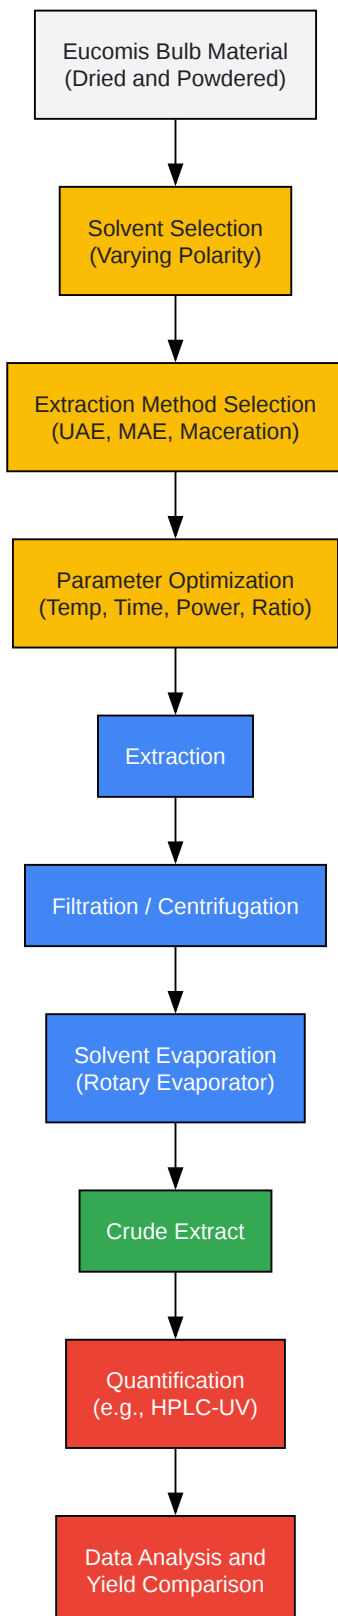 Eucomis Bulb Material
(Dried and Powdered)
Solvent Selection
(Varying Polarity)
Extraction Method Selection
(UAE, MAE, Maceration)
Parameter Optimization
(Temp, Time, Power, Ratio)
Extraction
Filtration / Centrifugation
Solvent Evaporation
(Rotary Evaporator)
Crude Extract
Quantification
(e.g., HPLC-UV)
Data Analysis and
Yield Comparison